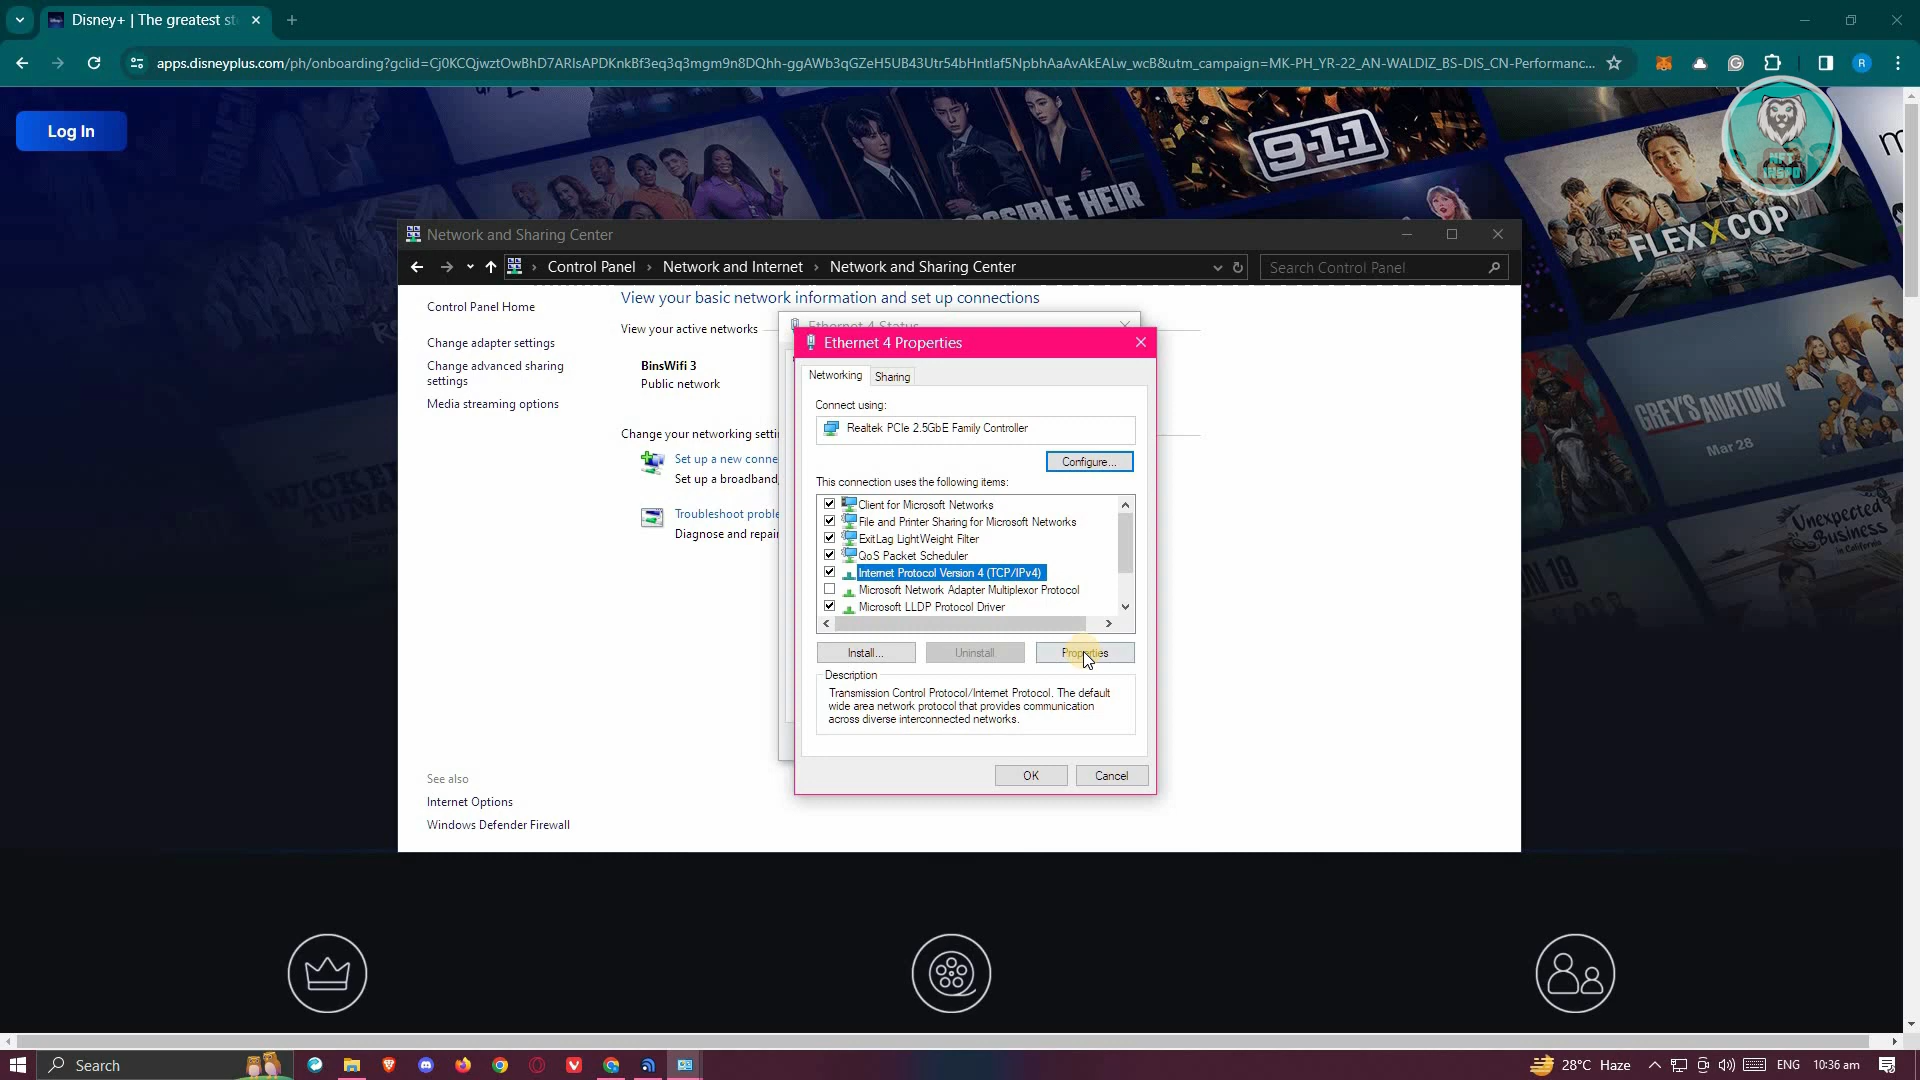 Disney+ | The greatest st
apps.disneyplus.com/ph/onboarding?gclid=Cj0KCQjwztOwBhD7ARIsAPDKnkBf3eq3q3mgm9n8DQhh-ggAWb3qGZeH5UB43Utr54bHntlaf5NpbhAaAvAkEALw_wcB&utm_campaign=MK-PH_YR-22_AN-WALDIZ_BS-DIS_CN-Performanc...
R
Log In
9-1-1
SSIBLE HEIR
FLEX X COP
NFT
INSPO
GREY'S ANATOMY
Mar 28
Unexpected
Business
in California
Network and Sharing Center
Control Panel
Network and Internet
Network and Sharing Center
Search Control Panel
Control Panel Home
Change adapter settings
Change advanced sharing
settings
Media streaming options
View your basic network information and set up connections
View your active networks
BinsWifi 3
Public network
Change your networking setti
Set up a new conne
Set up a broadband,
Troubleshoot proble
Diagnose and repair
See also
Internet Options
Windows Defender Firewall
Ethernet 4 Status
Ethernet 4 Properties
Networking
Sharing
Connect using:
Realtek PCIe 2.5GbE Family Controller
Configure...
This connection uses the following items:
Client for Microsoft Networks
File and Printer Sharing for Microsoft Networks
ExitLag LightWeight Filter
QoS Packet Scheduler
Internet Protocol Version 4 (TCP/IPv4)
Microsoft Network Adapter Multiplexor Protocol
Microsoft LLDP Protocol Driver
Install...
Uninstall
Properties
Description
Transmission Control Protocol/Internet Protocol. The default
wide area network protocol that provides communication
across diverse interconnected networks.
OK
Cancel
Search
28°C Haze
ENG
10:36 am